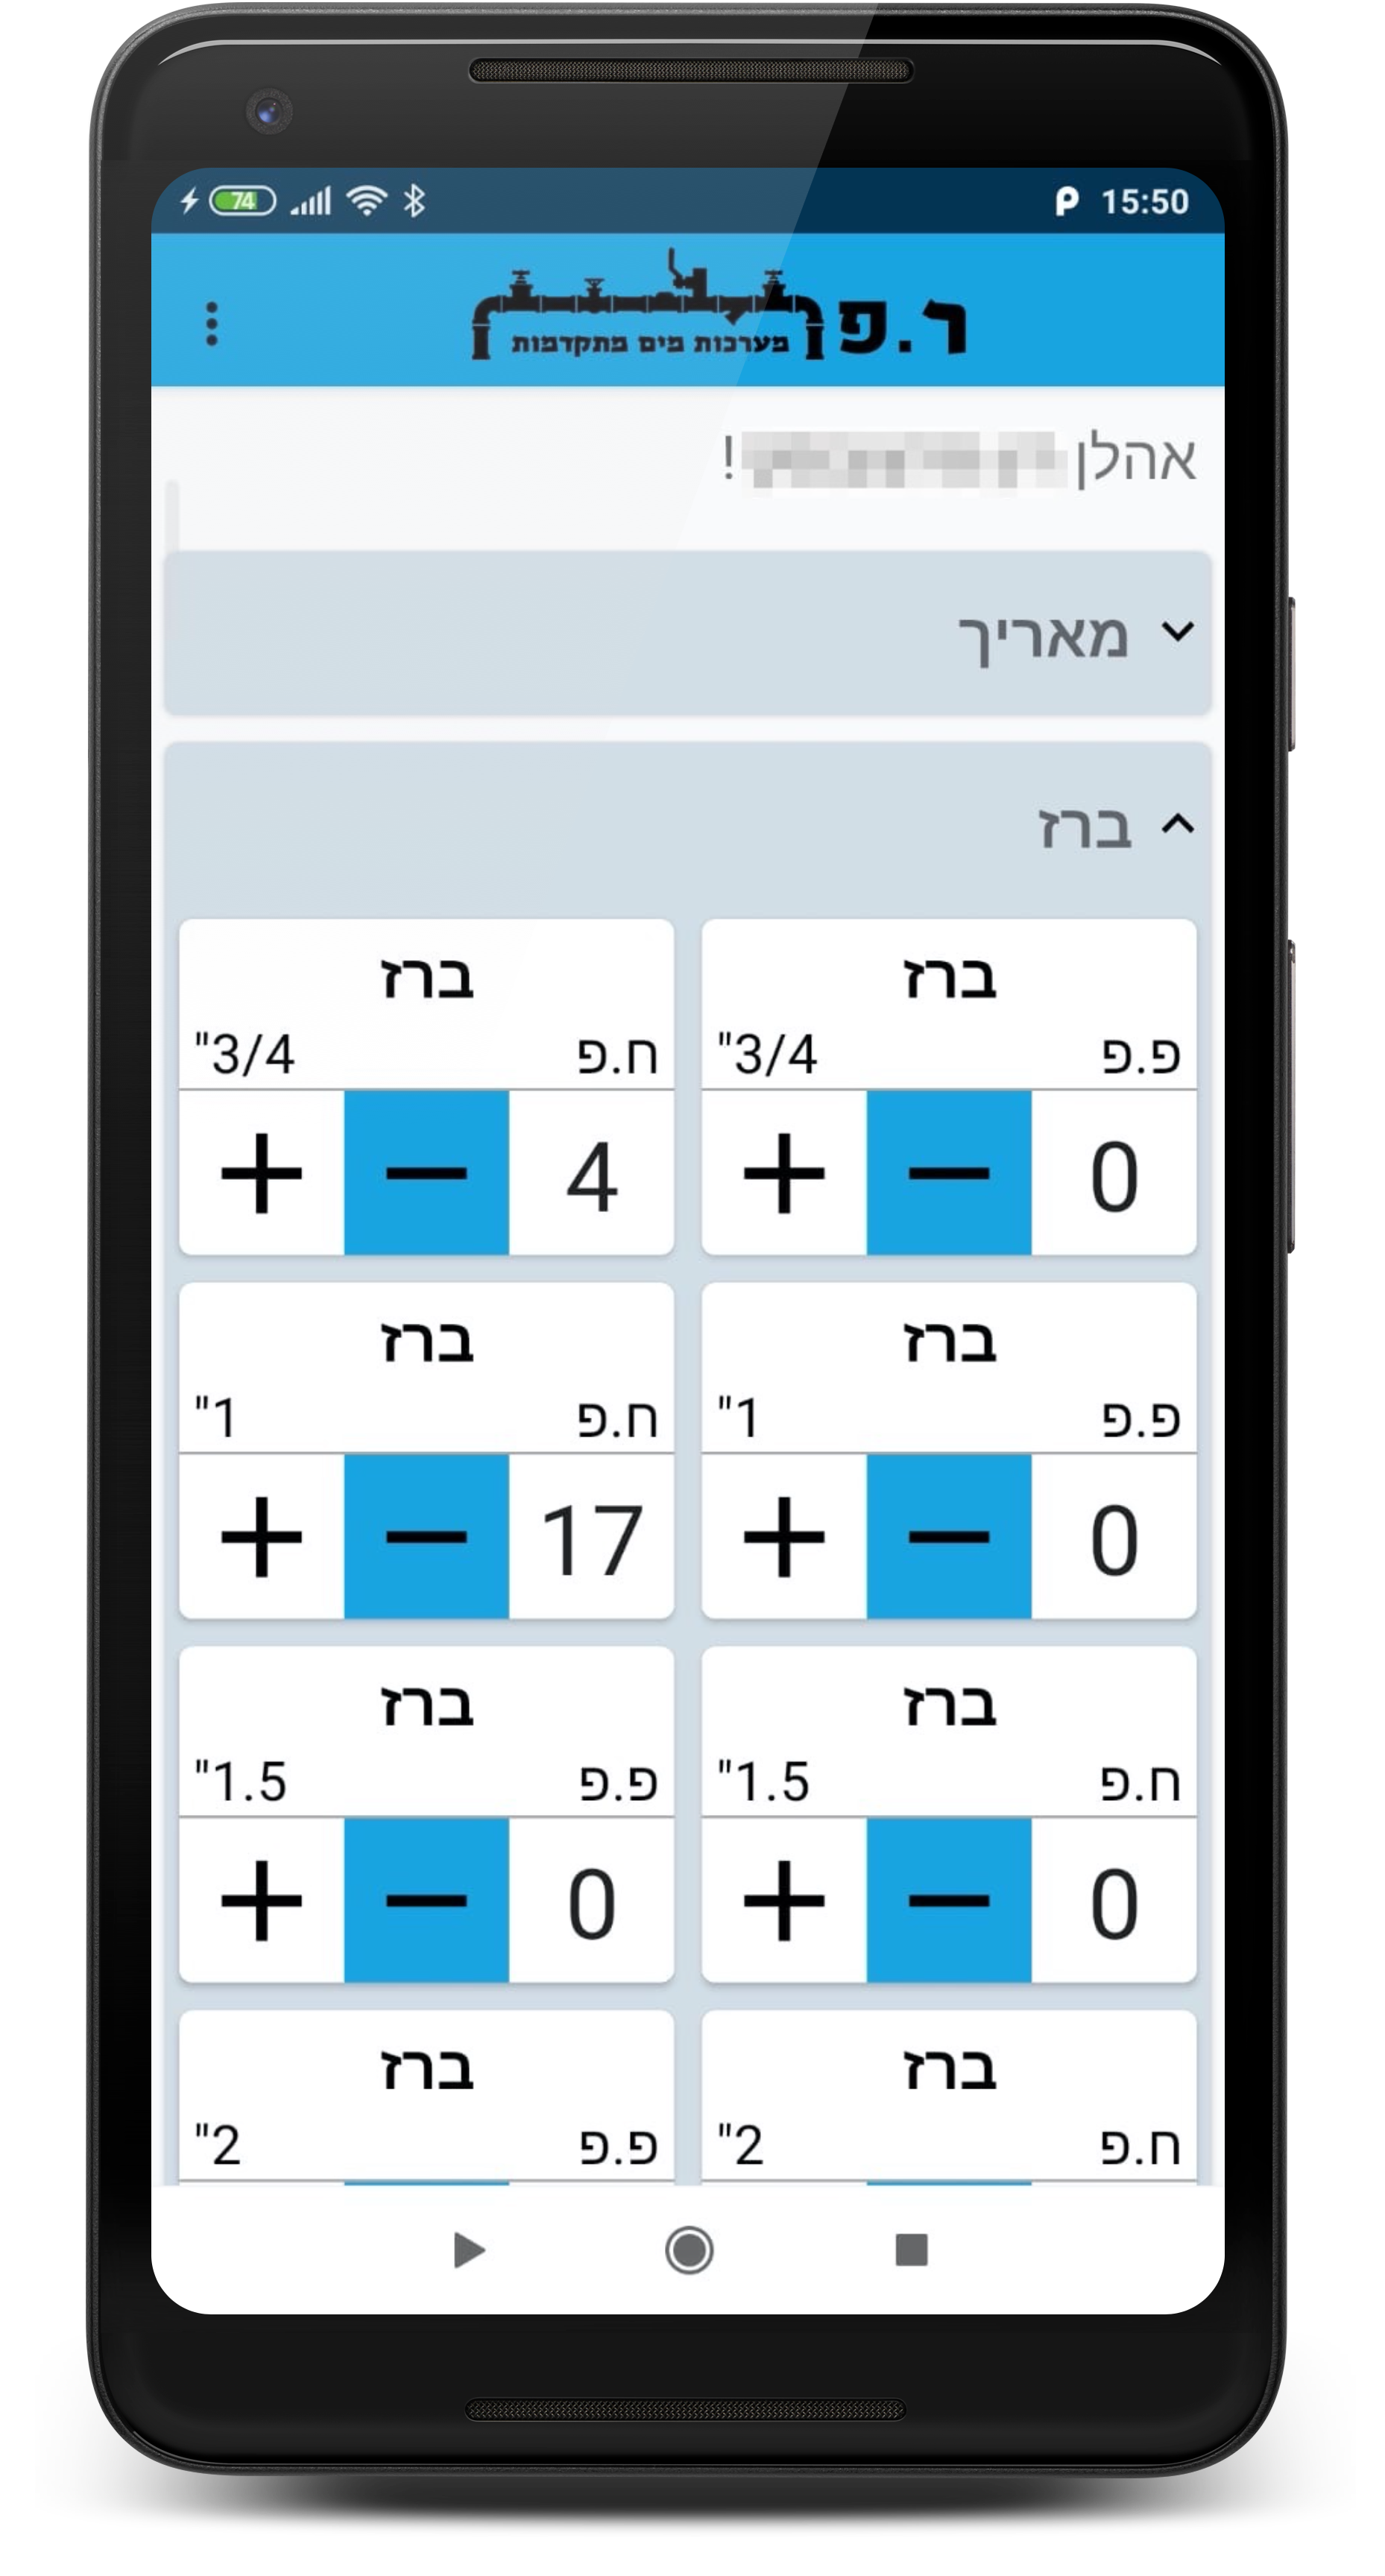 74 15:50
ר.פ
מערכות מים מתקדמות
אהלן !
מאריך
ברז
ברז ברז
פ.פ 3/4" ח.פ 3/4"
0 − + 4 − +
ברז ברז
פ.פ 1" ח.פ 1"
0 − + 17 − +
ברז ברז
ח.פ 1.5" פ.פ 1.5"
0 − + 0 − +
ברז ברז
ח.פ 2" פ.פ 2"